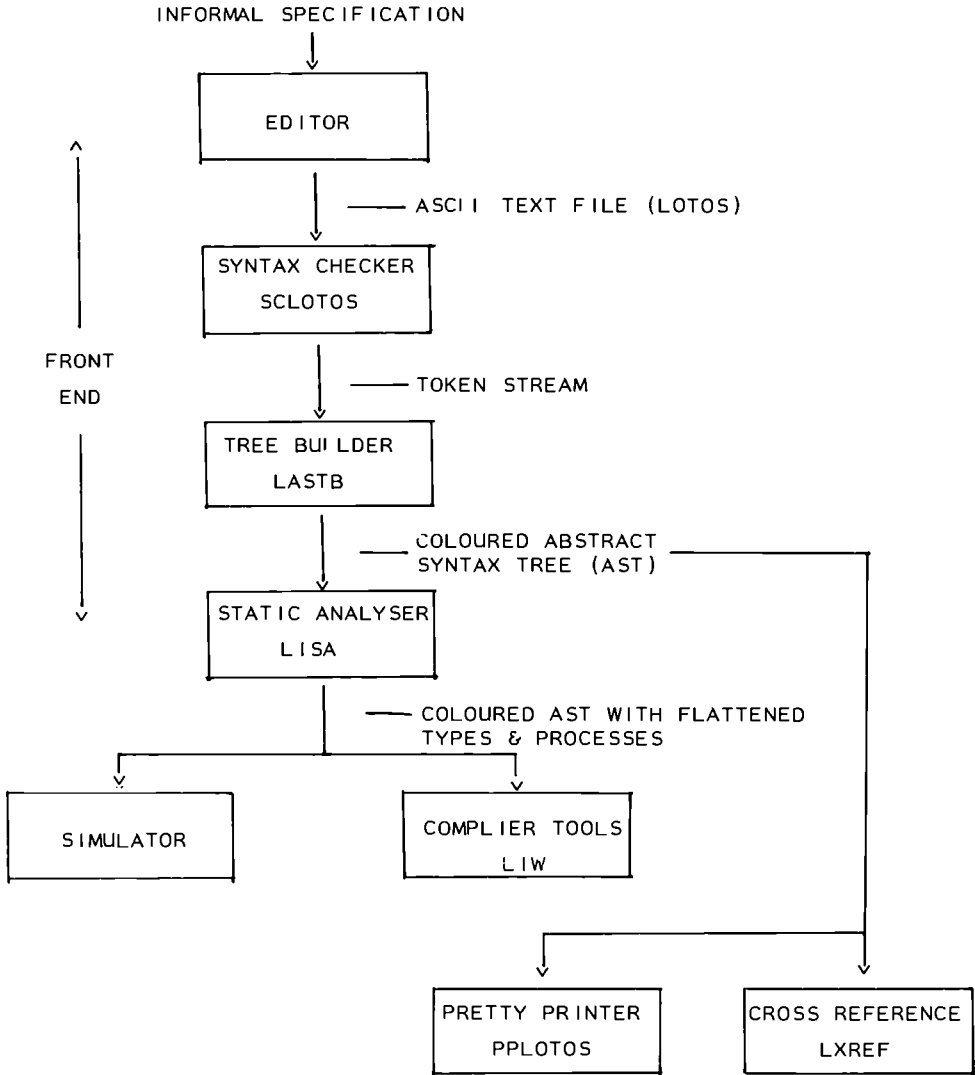 INFORMAL SPECIFICATION
EDITOR
ASCII TEXT FILE (LOTOS)
SYNTAX CHECKER
SCLOTOS
FRONT
END
TOKEN STREAM
TREE BUILDER
LASTB
COLOURED ABSTRACT
SYNTAX TREE (AST)
STATIC ANALYSER
LISA
COLOURED AST WITH FLATTENED
TYPES & PROCESSES
SIMULATOR
COMPLIER TOOLS
LIW
PRETTY PRINTER
PPLOTOS
CROSS REFERENCE
LXREF